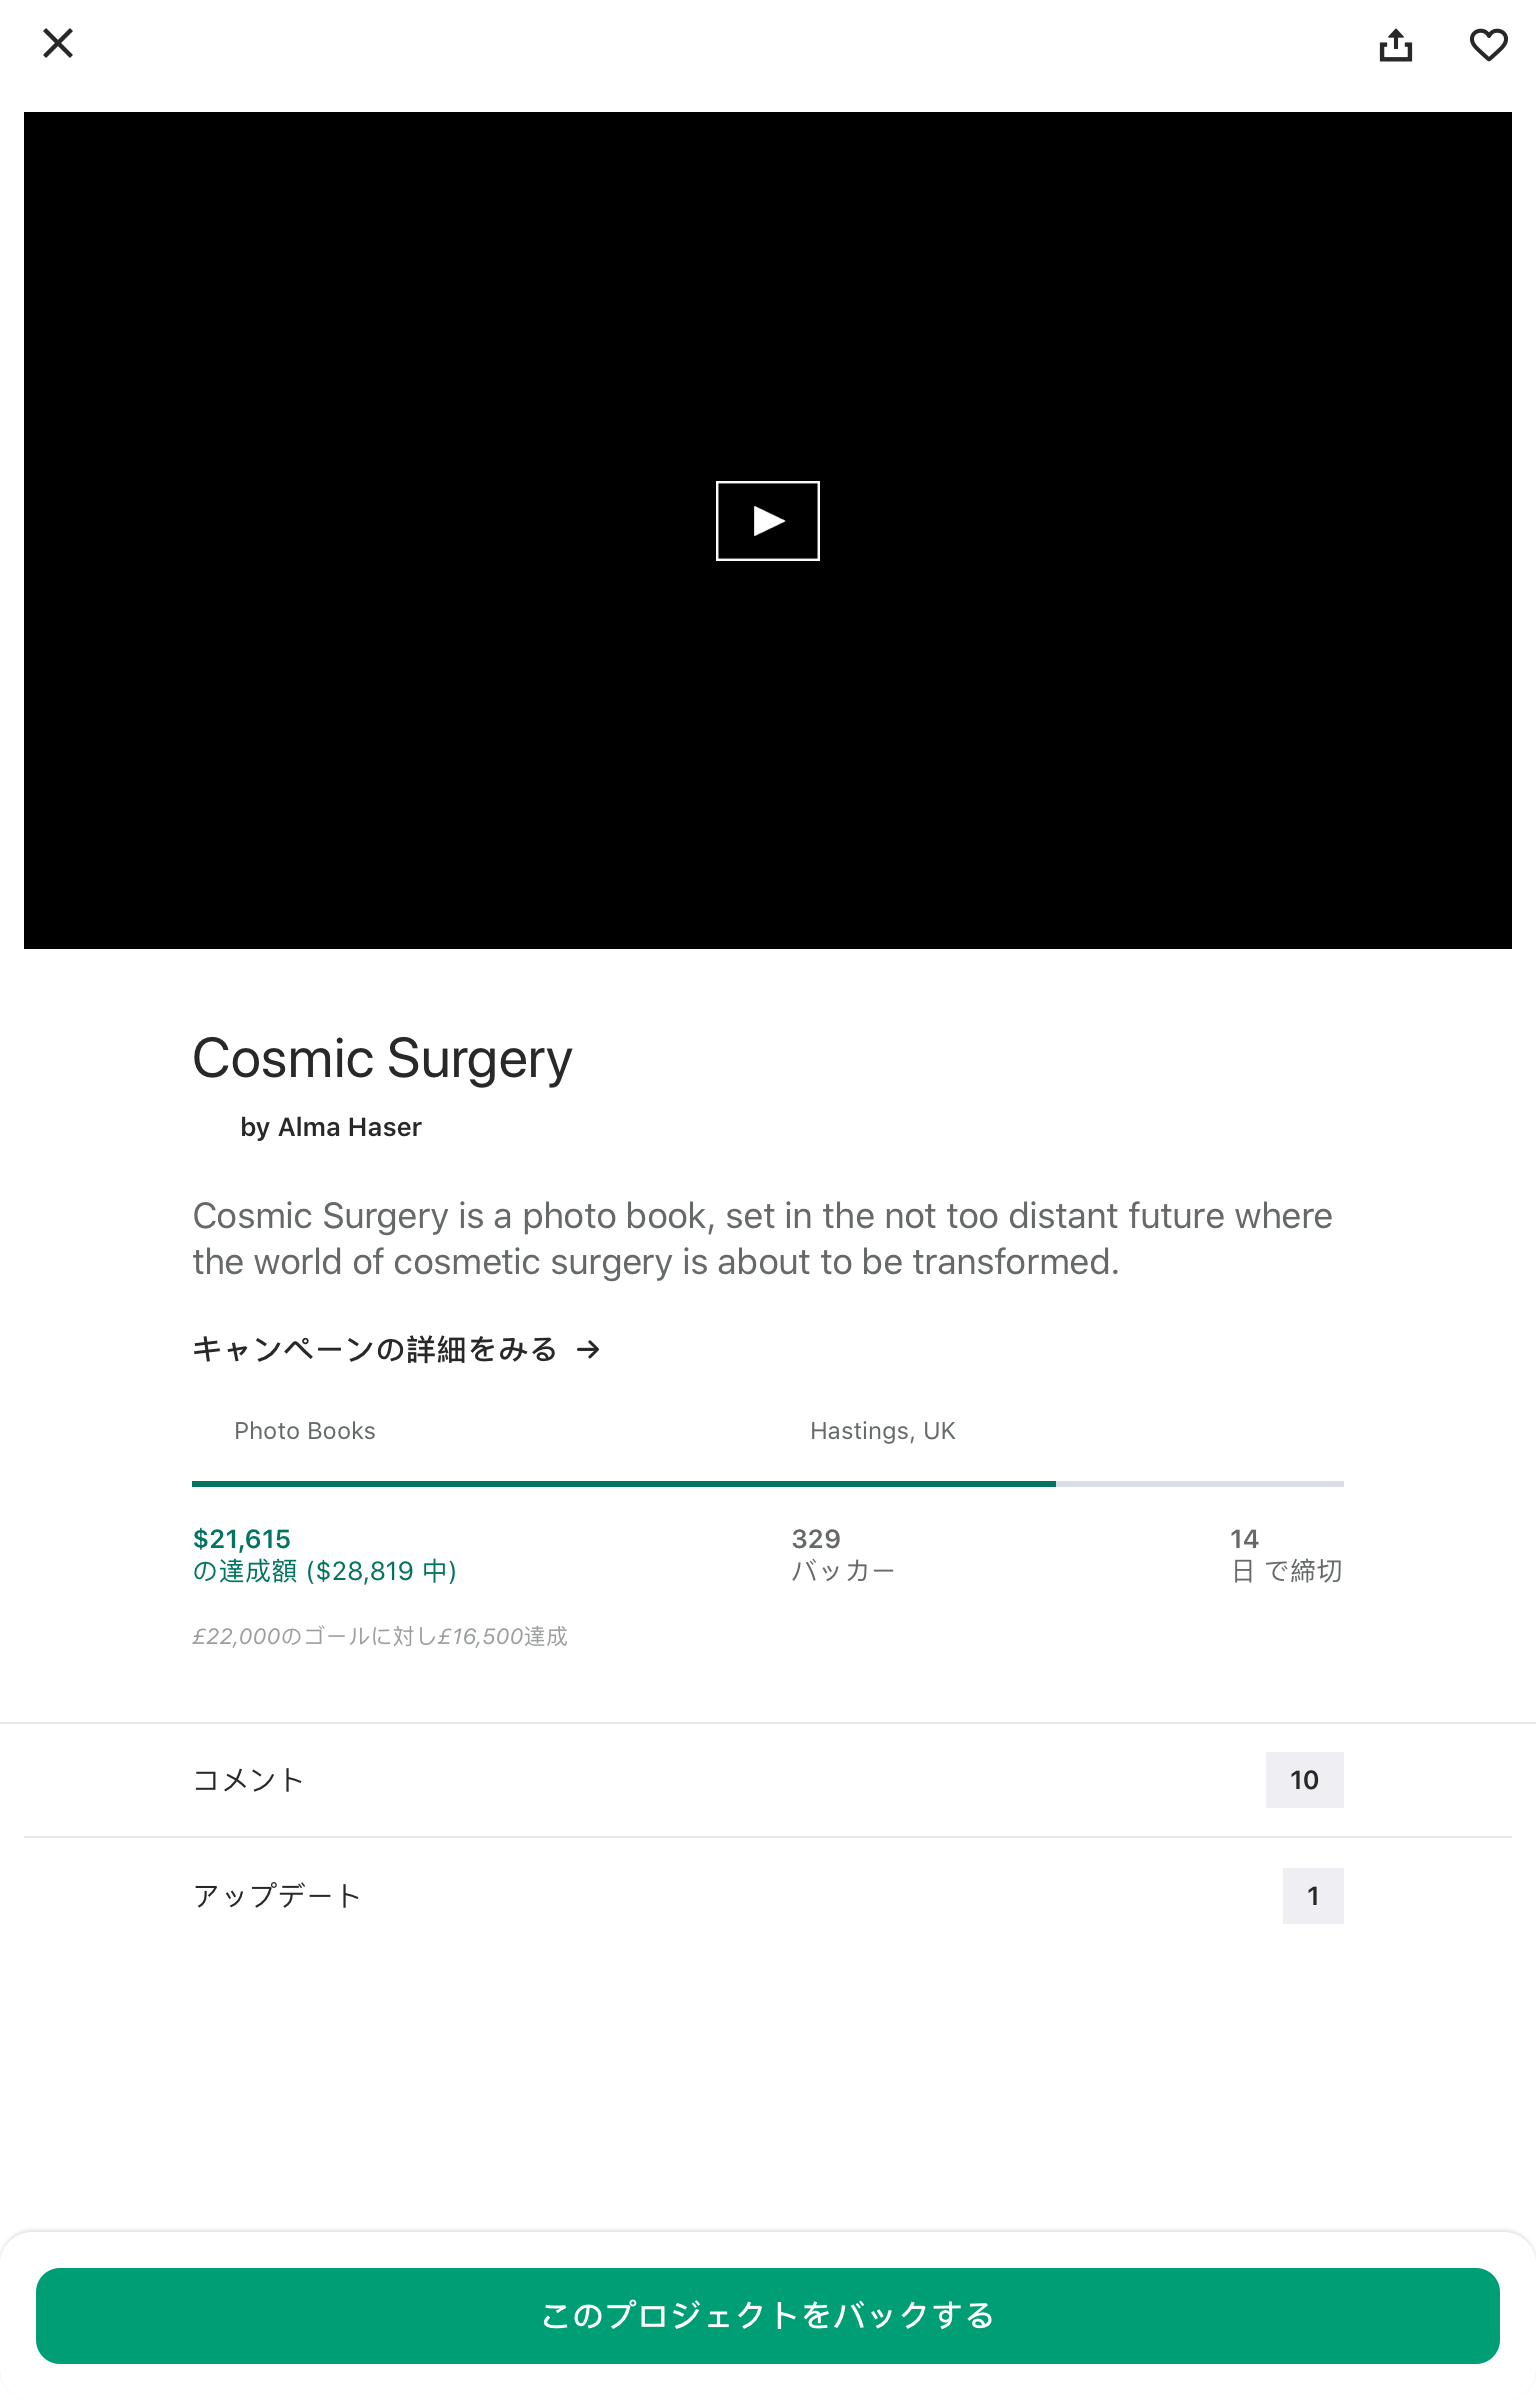 Cosmic Surgery
by Alma Haser
Cosmic Surgery is a photo book, set in the not too distant future where
the world of cosmetic surgery is about to be transformed.
キャンペーンの詳細をみる →
Photo Books
Hastings, UK
$21,615
の達成額 ($28,819 中)
329
バッカー
14
日 で締切
£22,000のゴールに対し£16,500達成
コメント
10
アップデート
1
このプロジェクトをバックする